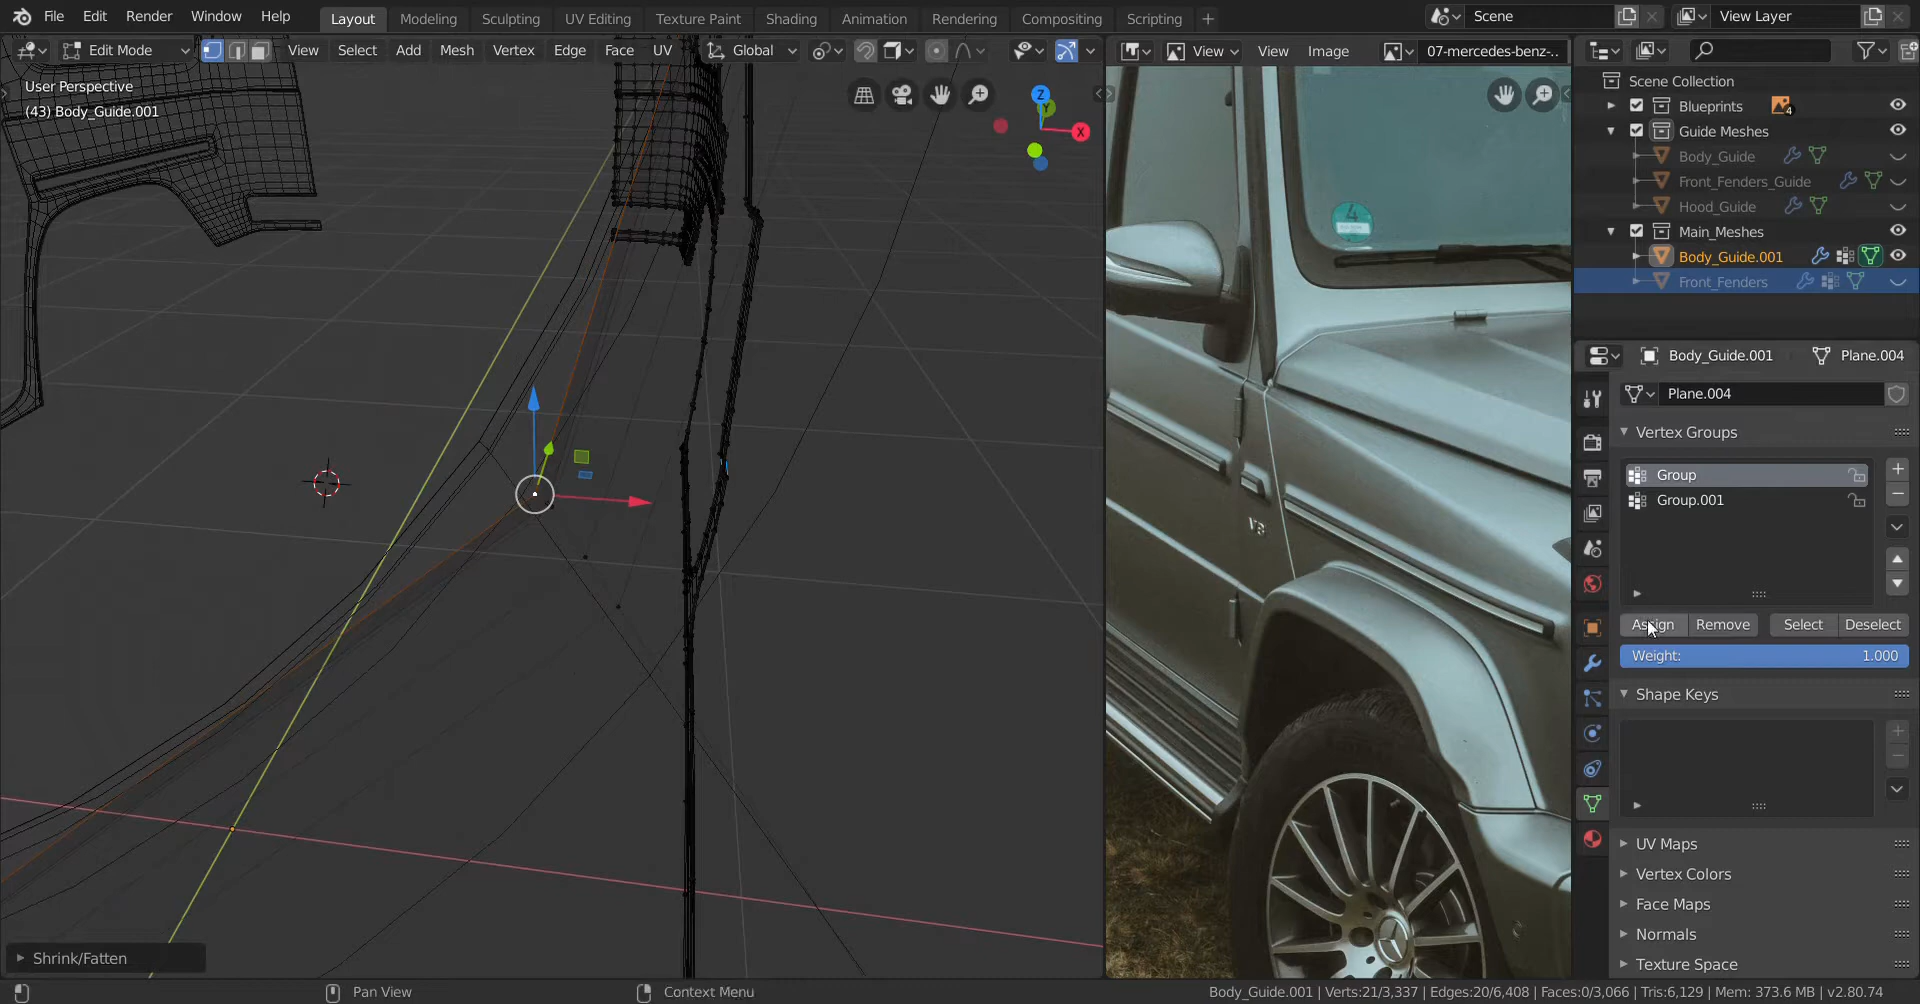 File Edit Render Window Help Layout Modeling Sculpting UV Editing Texture Paint Shading Animation Rendering Compositing Scripting + Scene View Layer
Edit Mode View Select Add Mesh Vertex Edge Face UV Global View View Image 07-mercedes-benz-..
User Perspective
(43) Body_Guide.001
Z
Y
X
4
V8
Scene Collection
Blueprints 4
Guide Meshes
Body_Guide
Front_Fenders_Guide
Hood_Guide
Main_Meshes
Body_Guide.001
Front_Fenders
Body_Guide.001 Plane.004
Plane.004
Vertex Groups
Group
Group.001
Assign Remove Select Deselect
Weight: 1.000
Shape Keys
UV Maps
Vertex Colors
Face Maps
Normals
Texture Space
Shrink/Fatten
Pan View Context Menu Body_Guide.001 | Verts:21/3,337 | Edges:20/6,408 | Faces:0/3,066 | Tris:6,129 | Mem: 373.6 MB | v2.80.74